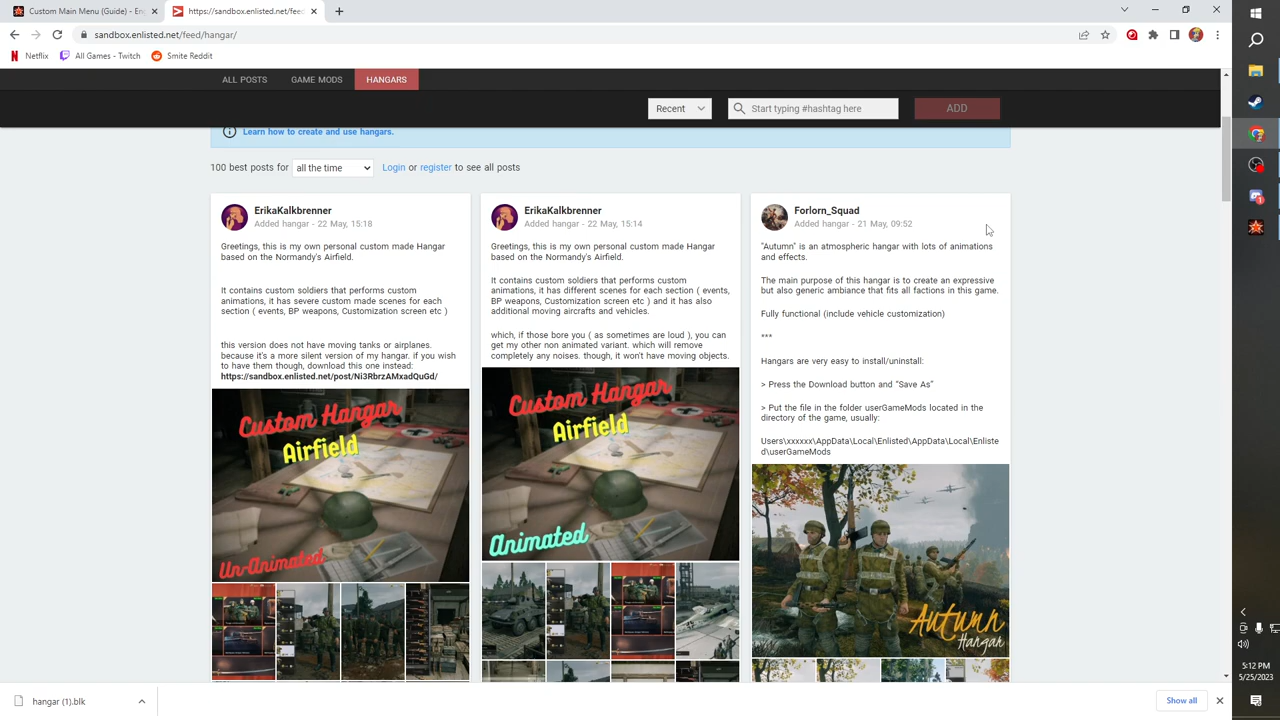 Custom Main Menu (Guide) - En
https://sandbox.enlisted.net/feed
sandbox.enlisted.net/feed/hangar/
Netflix
All Games - Twitch
Smite Reddit
ALL POSTS
GAME MODS
HANGARS
Recent
Start typing #hashtag here
ADD
Learn how to create and use hangars.
100 best posts for
all the time
Login or register to see all posts
ErikaKalkbrenner
Added hangar - 22 May, 15:18
Greetings, this is my own personal custom made Hangar
based on the Normandy's Airfield.
It contains custom soldiers that performs custom
animations, it has severe custom made scenes for each
section ( events, BP weapons, Customization screen etc )
this version does not have moving tanks or airplanes.
because it's a more silent version of my hangar. if you wish
to have them though, download this one instead:
https://sandbox.enlisted.net/post/Ni3RbrzAMxadQuGd/
Custom Hangar
Airfield
Un-Animated
ErikaKalkbrenner
Added hangar - 22 May, 15:14
Greetings, this is my own personal custom made Hangar
based on the Normandy's Airfield.
It contains custom soldiers that performs custom
animations, it has different scenes for each section ( events,
BP weapons, Customization screen etc ) and it has also
additional moving aircrafts and vehicles.
which, if those bore you ( as sometimes are loud ), you can
get my other non animated variant. which will remove
completely any noises. though, it won't have moving objects.
Custom Hangar
Airfield
Animated
Forlorn_Squad
Added hangar - 21 May, 09:52
"Autumn" is an atmospheric hangar with lots of animations
and effects.
The main purpose of this hangar is to create an expressive
but also generic ambiance that fits all factions in this game.
Fully functional (include vehicle customization)
***
Hangars are very easy to install/uninstall:
> Press the Download button and "Save As"
> Put the file in the folder userGameMods located in the
directory of the game, usually:
Users\xxxxxx\AppData\Local\Enlisted\AppData\Local\Enliste
d\userGameMods
Autumn
Hangar
hangar (1).blk
Show all
5:12 PM
5/25/2023